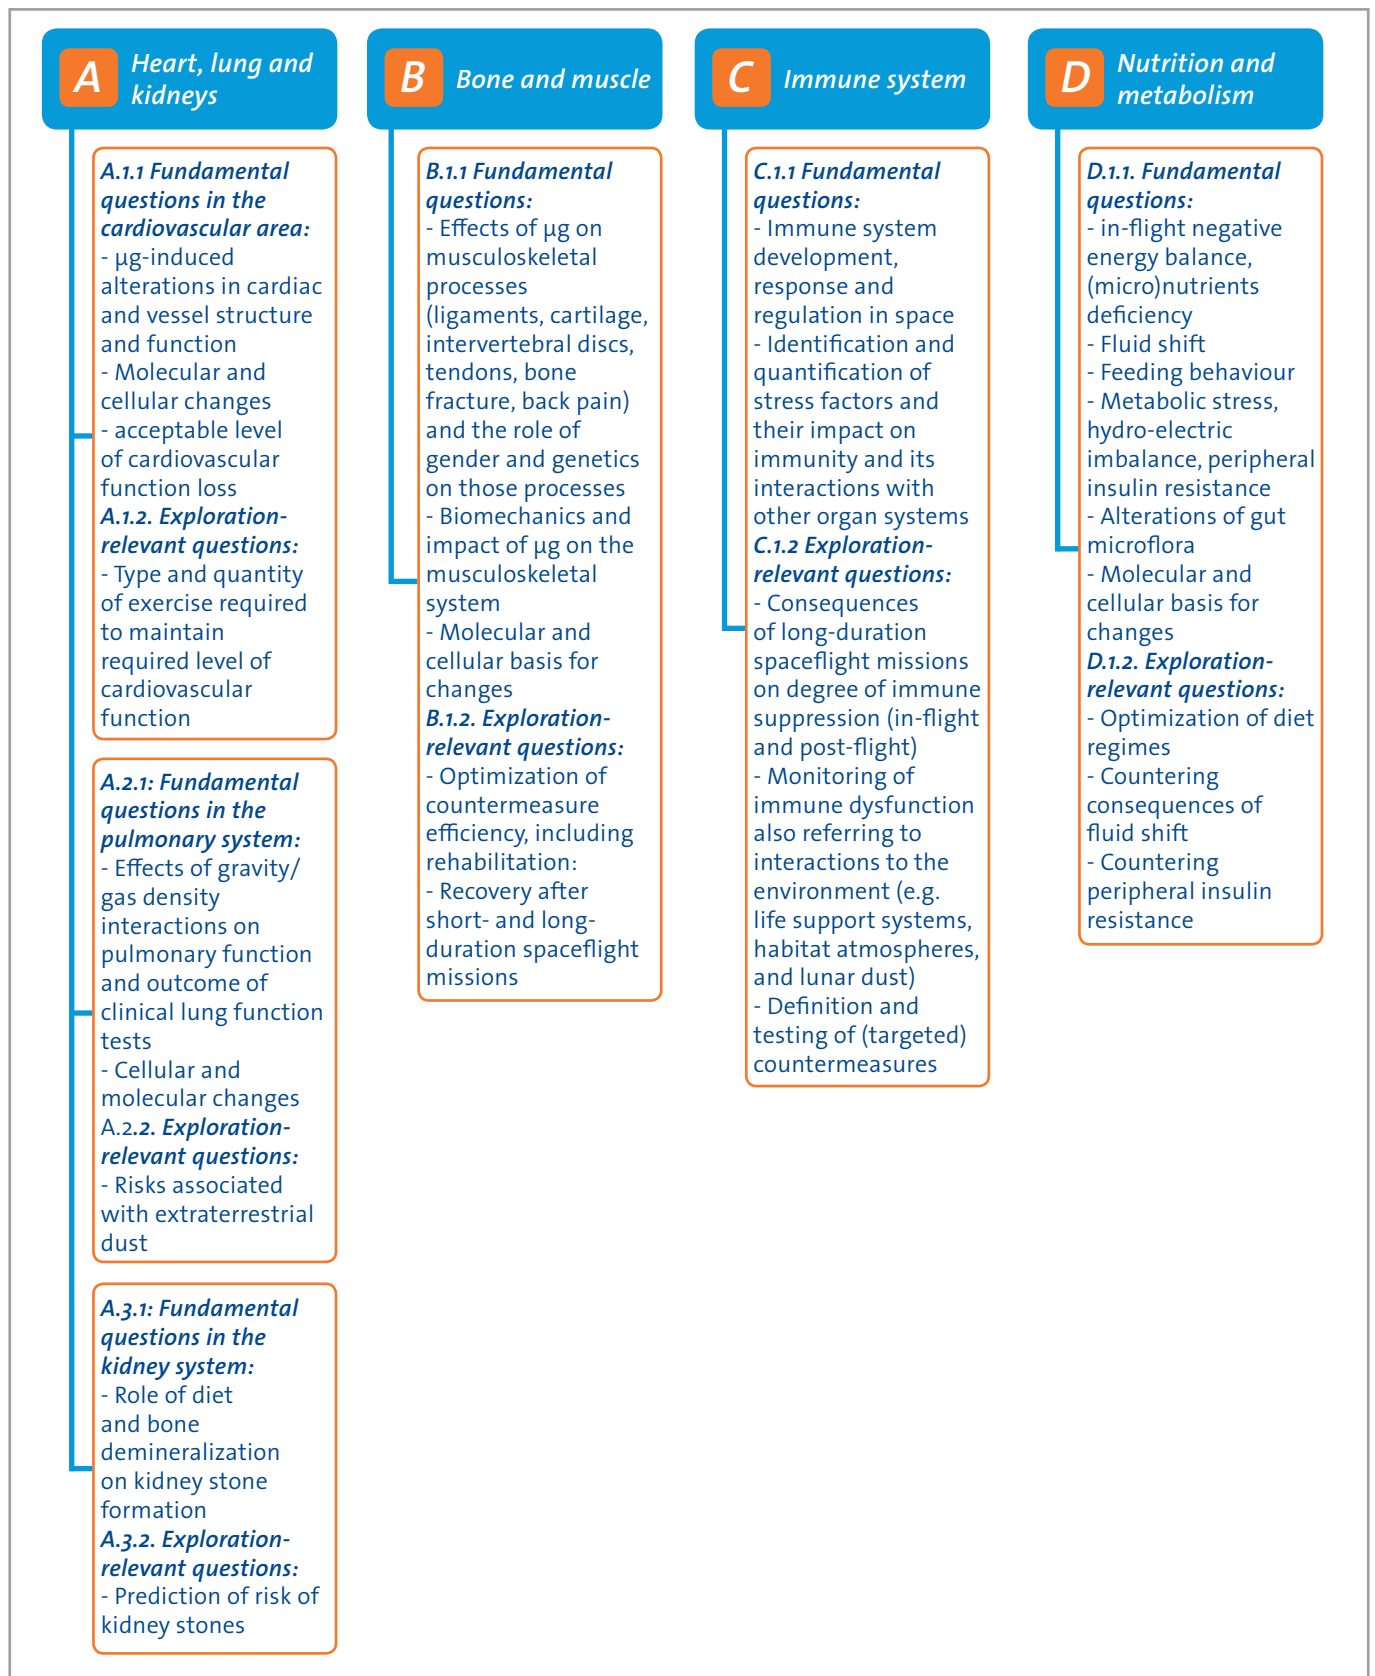 A
Heart, lung and
kidneys
A.1.1 Fundamental
questions in the
cardiovascular area:
- µg-induced
alterations in cardiac
and vessel structure
and function
- Molecular and
cellular changes
- acceptable level
of cardiovascular
function loss
A.1.2. Exploration-
relevant questions:
- Type and quantity
of exercise required
to maintain
required level of
cardiovascular
function
A.2.1: Fundamental
questions in the
pulmonary system:
- Effects of gravity/
gas density
interactions on
pulmonary function
and outcome of
clinical lung function
tests
- Cellular and
molecular changes
A.2.2. Exploration-
relevant questions:
- Risks associated
with extraterrestrial
dust
A.3.1: Fundamental
questions in the
kidney system:
- Role of diet
and bone
demineralization
on kidney stone
formation
A.3.2. Exploration-
relevant questions:
- Prediction of risk of
kidney stones
B
Bone and muscle
B.1.1 Fundamental
questions:
- Effects of µg on
musculoskeletal
processes
(ligaments, cartilage,
intervertebral discs,
tendons, bone
fracture, back pain)
and the role of
gender and genetics
on those processes
- Biomechanics and
impact of µg on the
musculoskeletal
system
- Molecular and
cellular basis for
changes
B.1.2. Exploration-
relevant questions:
- Optimization of
countermeasure
efficiency, including
rehabilitation:
- Recovery after
short- and long-
duration spaceflight
missions
C
Immune system
C.1.1 Fundamental
questions:
- Immune system
development,
response and
regulation in space
- Identification and
quantification of
stress factors and
their impact on
immunity and its
interactions with
other organ systems
C.1.2 Exploration-
relevant questions:
- Consequences
of long-duration
spaceflight missions
on degree of immune
suppression (in-flight
and post-flight)
- Monitoring of
immune dysfunction
also referring to
interactions to the
environment (e.g.
life support systems,
habitat atmospheres,
and lunar dust)
- Definition and
testing of (targeted)
countermeasures
D
Nutrition and
metabolism
D.1.1. Fundamental
questions:
- in-flight negative
energy balance,
(micro)nutrients
deficiency
- Fluid shift
- Feeding behaviour
- Metabolic stress,
hydro-electric
imbalance, peripheral
insulin resistance
- Alterations of gut
microflora
- Molecular and
cellular basis for
changes
D.1.2. Exploration-
relevant questions:
- Optimization of diet
regimes
- Countering
consequences of
fluid shift
- Countering
peripheral insulin
resistance